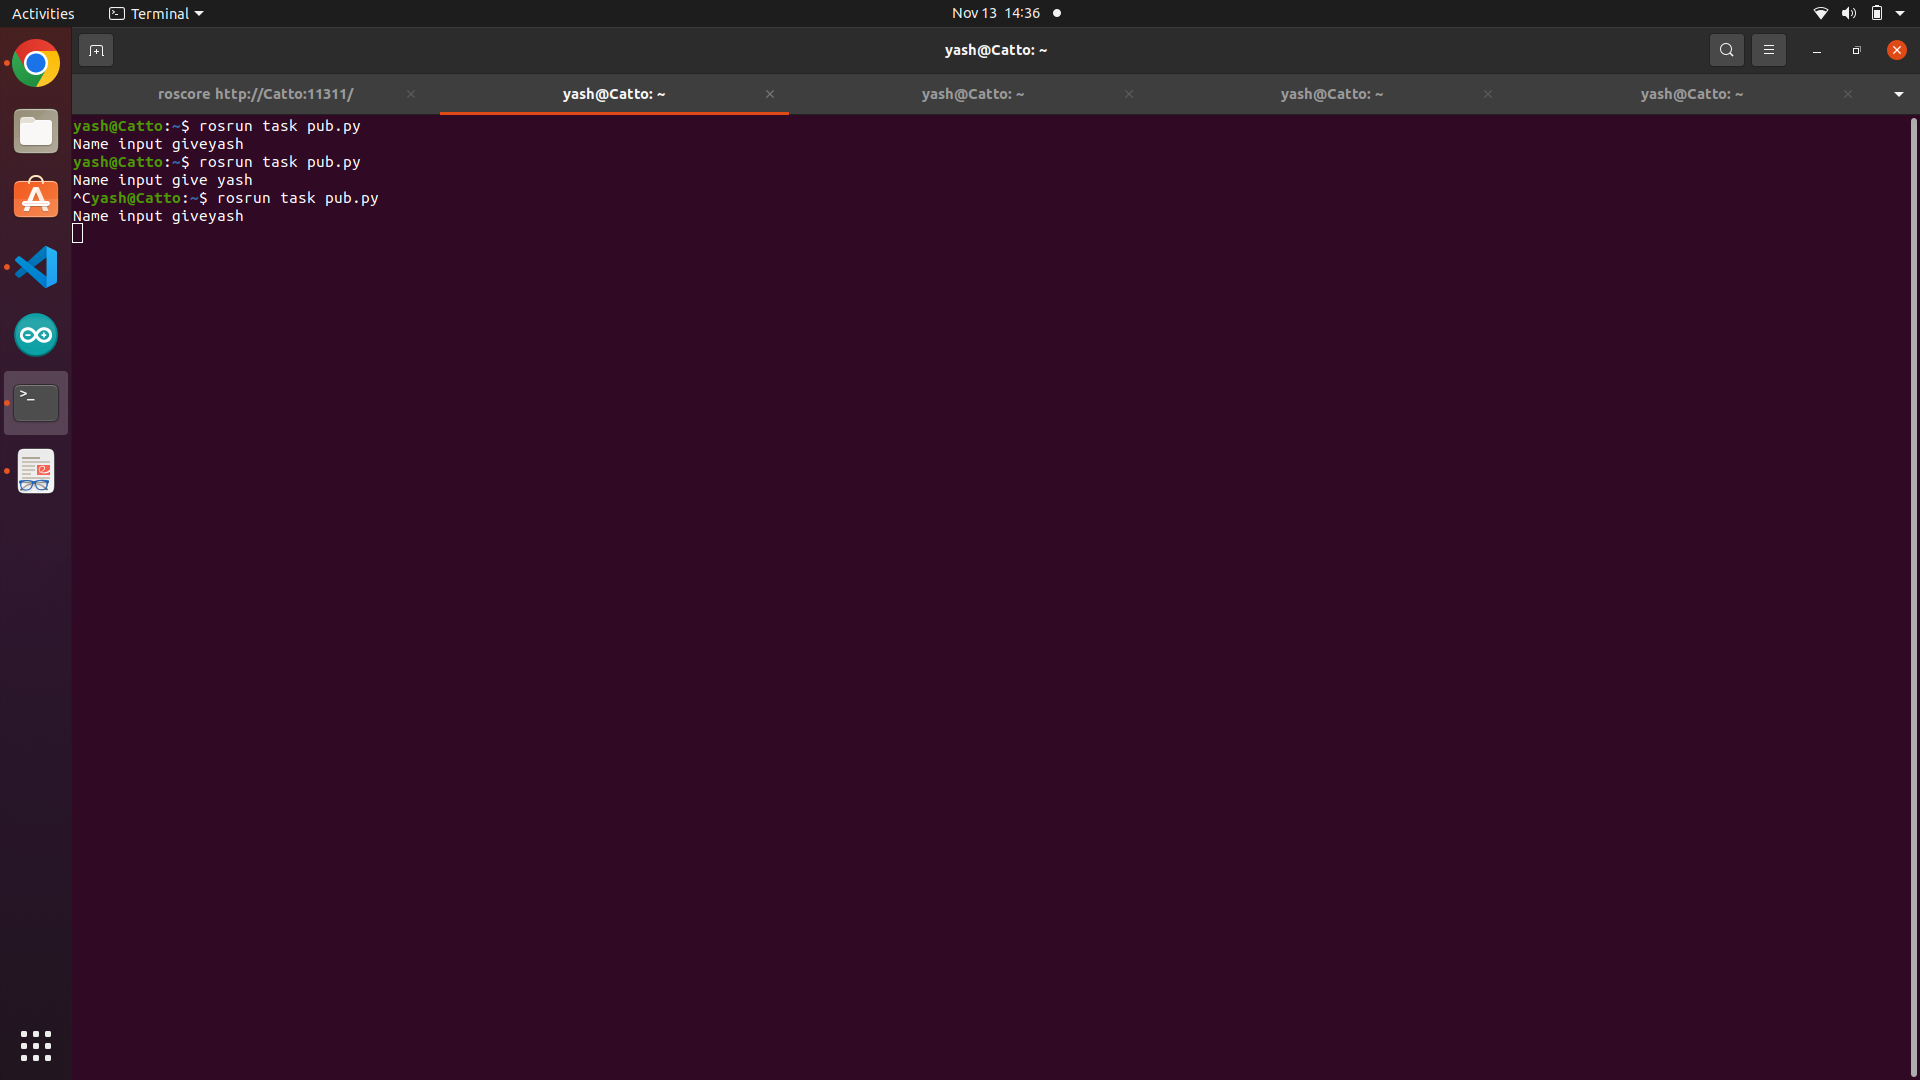 Activities
Terminal
Nov 13 14:36
yash@Catto: ~
roscore http://Catto:11311/
yash@Catto: ~
yash@Catto: ~
yash@Catto: ~
yash@Catto: ~
yash@Catto:~$ rosrun task pub.py
Name input giveyash
yash@Catto:~$ rosrun task pub.py
Name input give yash
^Cyash@Catto:~$ rosrun task pub.py
Name input giveyash